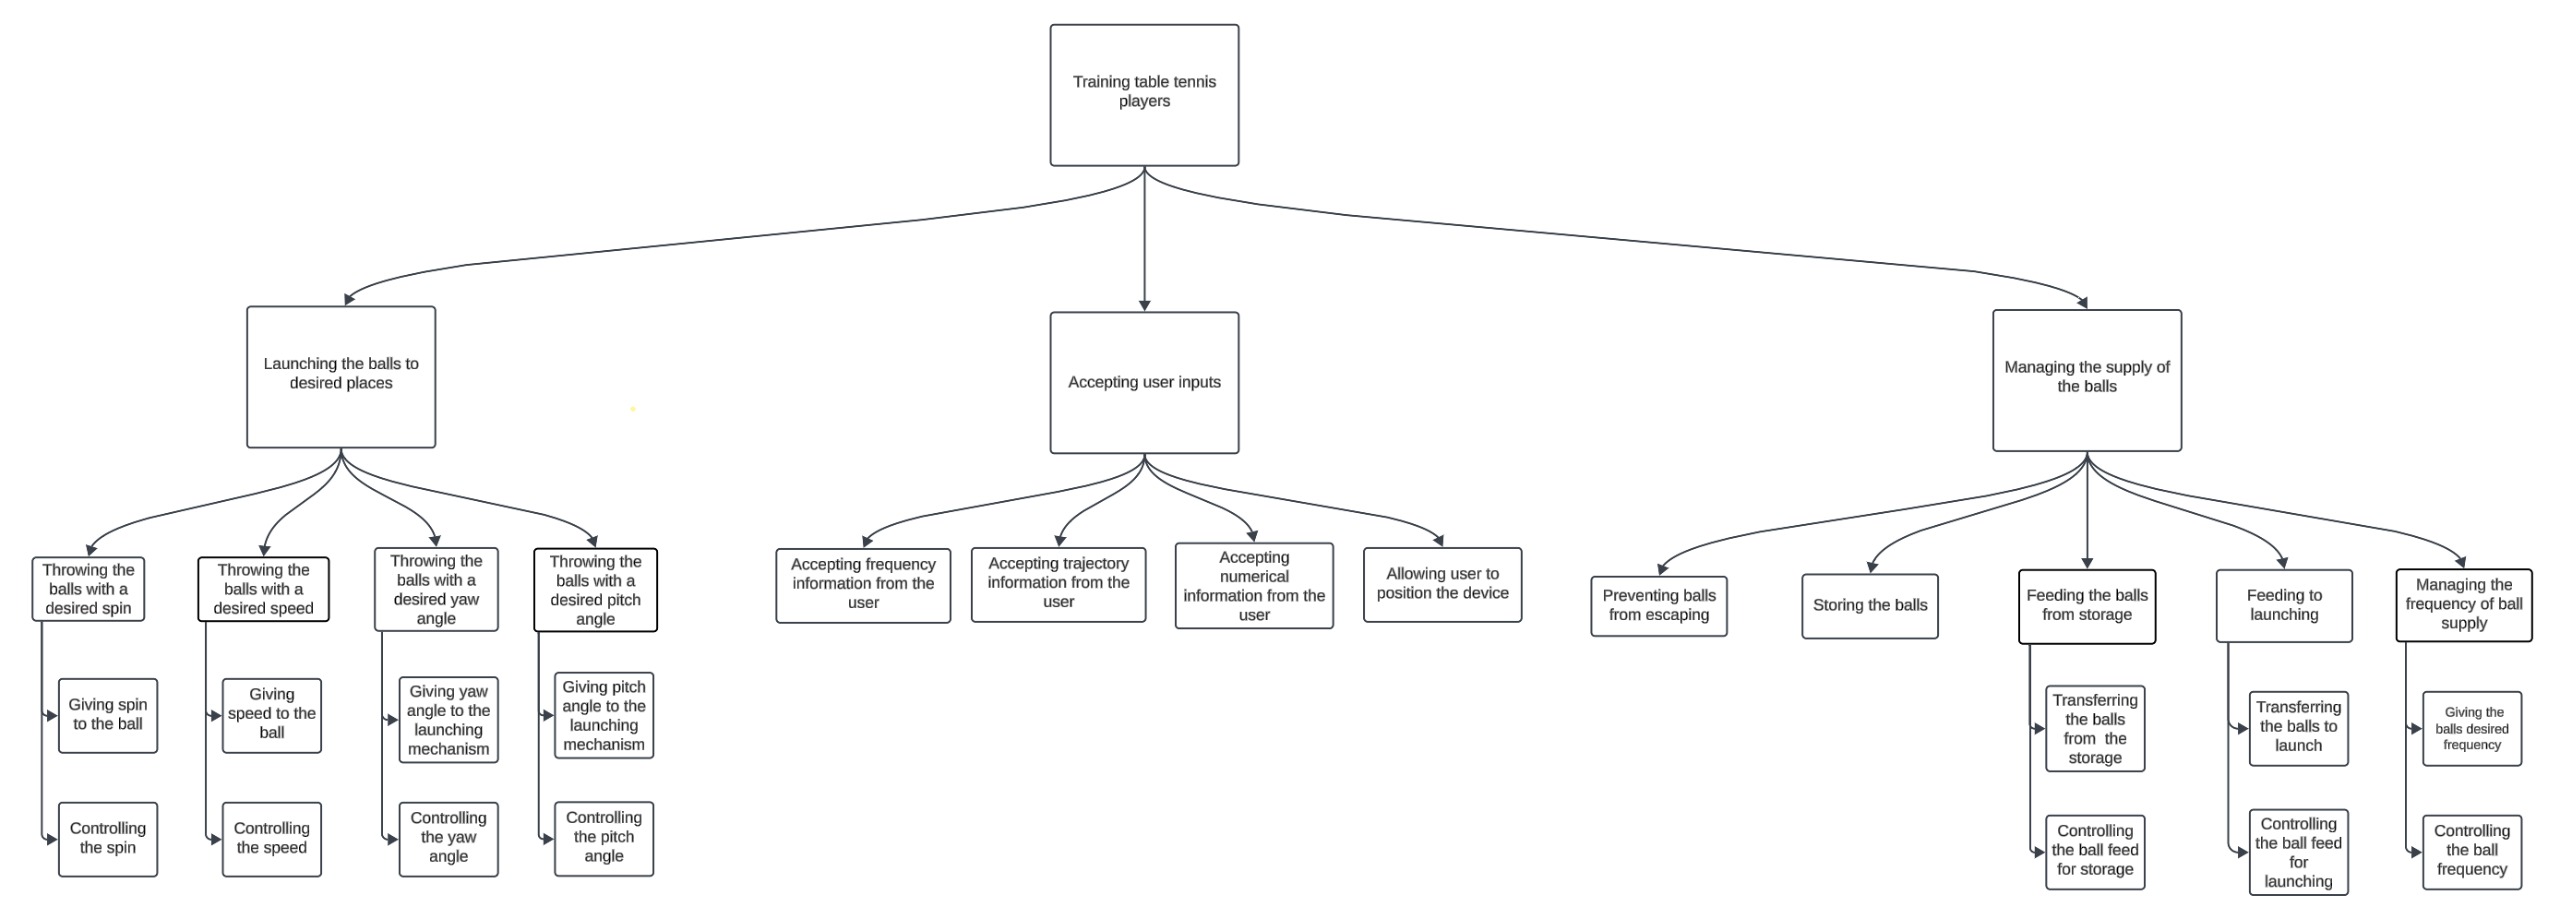 Training table tennis
players
Launching the balls to
desired places
Accepting user inputs
Managing the supply of
the balls
Throwing the
balls with a
desired spin
Throwing the
balls with a
desired speed
Throwing the
balls with a
desired yaw
angle
Throwing the
balls with a
desired pitch
angle
Accepting frequency
information from the
user
Accepting trajectory
information from the
user
Accepting
numerical
information from the
user
Allowing user to
position the device
Preventing balls
from escaping
Storing the balls
Feeding the balls
from storage
Feeding to
launching
Managing the
frequency of ball
supply
Giving spin
to the ball
Giving
speed to the
ball
Giving yaw
angle to the
launching
mechanism
Giving pitch
angle to the
launching
mechanism
Transferring
the balls
from the
storage
Transferring
the balls to
launch
Giving the
balls desired
frequency
Controlling
the spin
Controlling
the speed
Controlling
the yaw
angle
Controlling
the pitch
angle
Controlling
the ball feed
for storage
Controlling
the ball feed
for
launching
Controlling
the ball
frequency